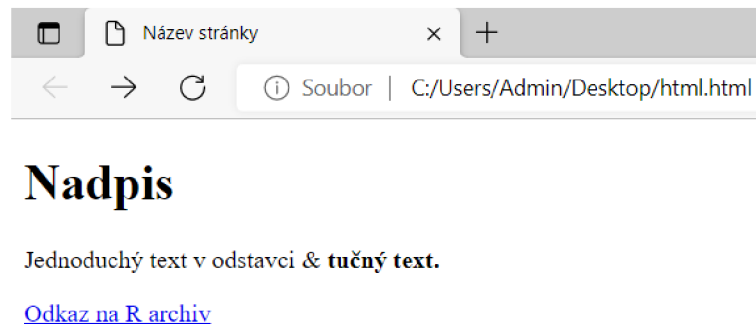 Název stránky
Soubor | C:/Users/Admin/Desktop/html.html
Nadpis
Jednoduchý text v odstavci & tučný text.
Odkaz na R archiv